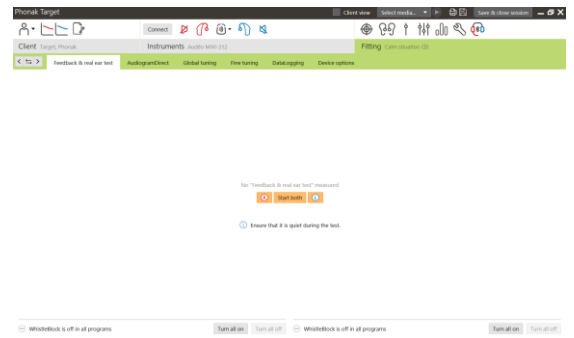 Phonak Target
Client view Select media... Save & close session
Connect
Client Target, Phonak Instruments Audéo M90-312 Fitting Calm situation (2)
Feedback & real ear test AudiogramDirect Global tuning Fine tuning DataLogging Device options
No "Feedback & real ear test" measured
R Start both L
Ensure that it is quiet during the test.
WhistleBlock is off in all programs Turn all on Turn all off WhistleBlock is off in all programs Turn all on Turn all off